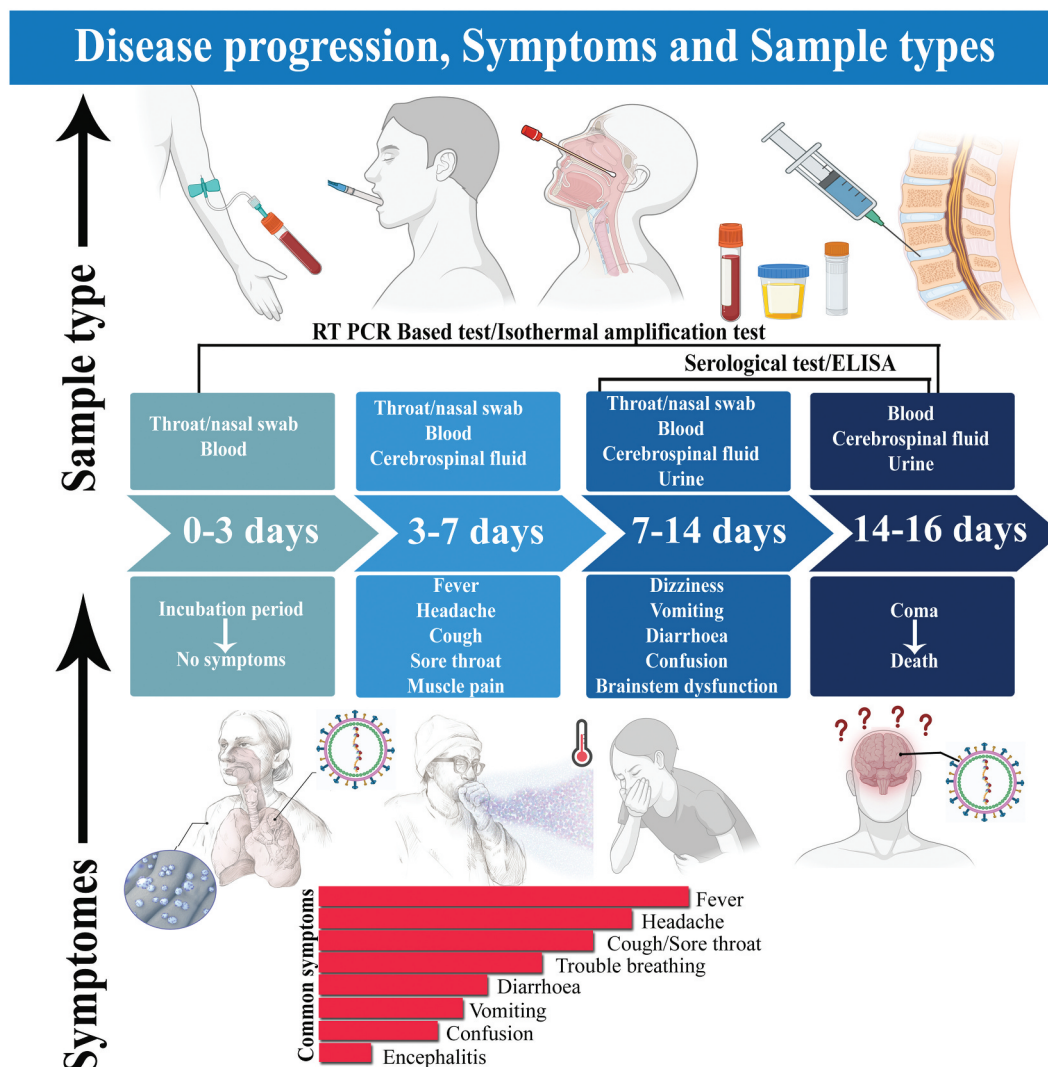 Disease progression, Symptoms and Sample types
Sample type
RT PCR Based test/Isothermal amplification test
Serological test/ELISA
Throat/nasal swab
Blood
Throat/nasal swab
Blood
Cerebrospinal fluid
Throat/nasal swab
Blood
Cerebrospinal fluid
Urine
Blood
Cerebrospinal fluid
Urine
0-3 days
3-7 days
7-14 days
14-16 days
Incubation period
No symptoms
Fever
Headache
Cough
Sore throat
Muscle pain
Dizziness
Vomiting
Diarrhoea
Confusion
Brainstem dysfunction
Coma
Death
? ? ? ?
Symptomes
Common symptoms
Fever
Headache
Cough/Sore throat
Trouble breathing
Diarrhoea
Vomiting
Confusion
Encephalitis